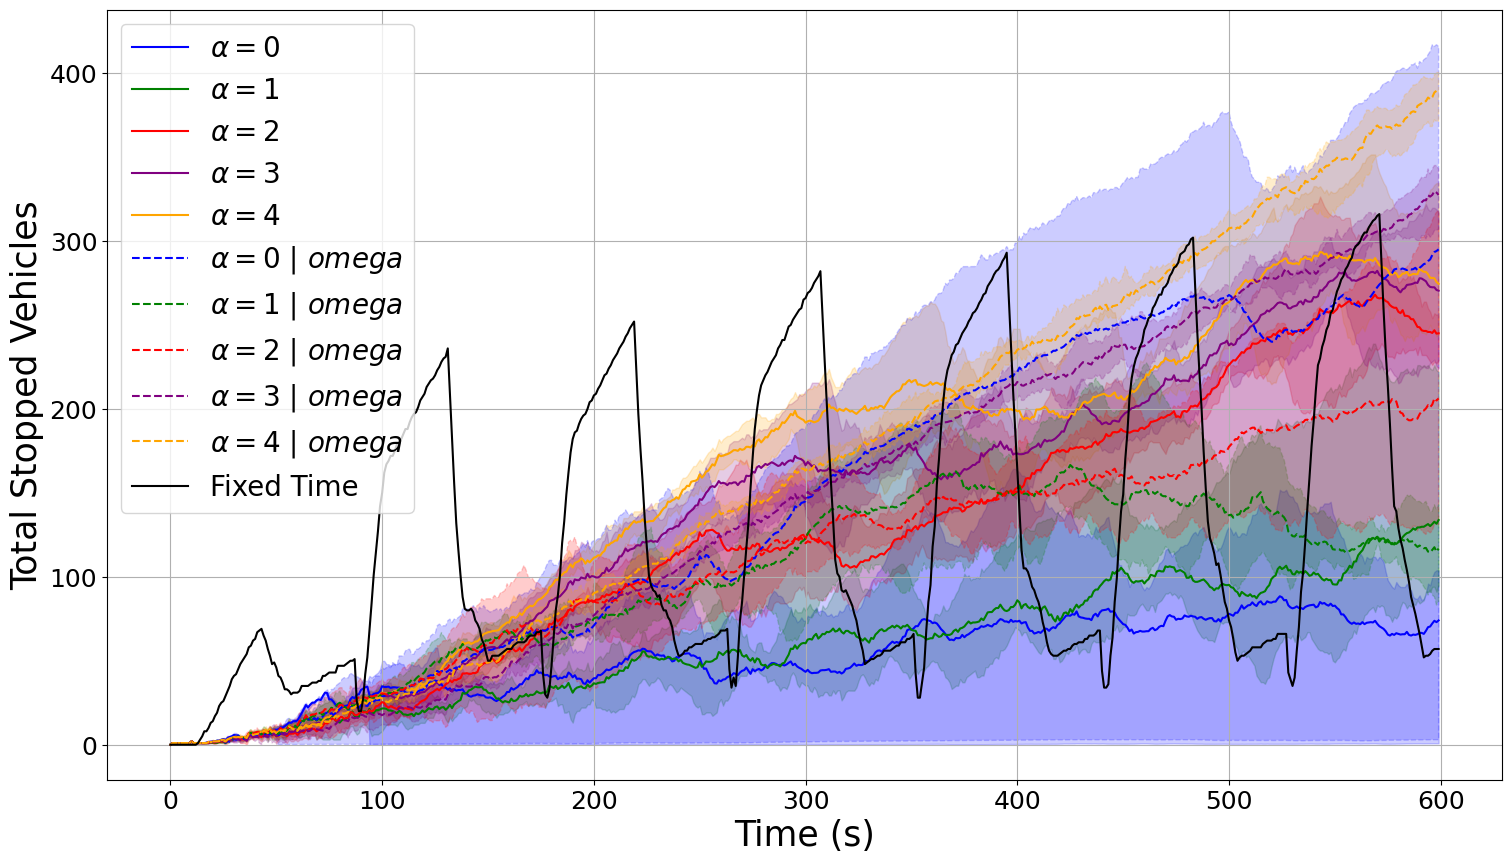 α = 0
α = 1
α = 2
α = 3
α = 4
α = 0 | omega
α = 1 | omega
α = 2 | omega
α = 3 | omega
α = 4 | omega
Fixed Time
Total Stopped Vehicles
400
300
200
100
0
0 100 200 300 400 500 600
Time (s)